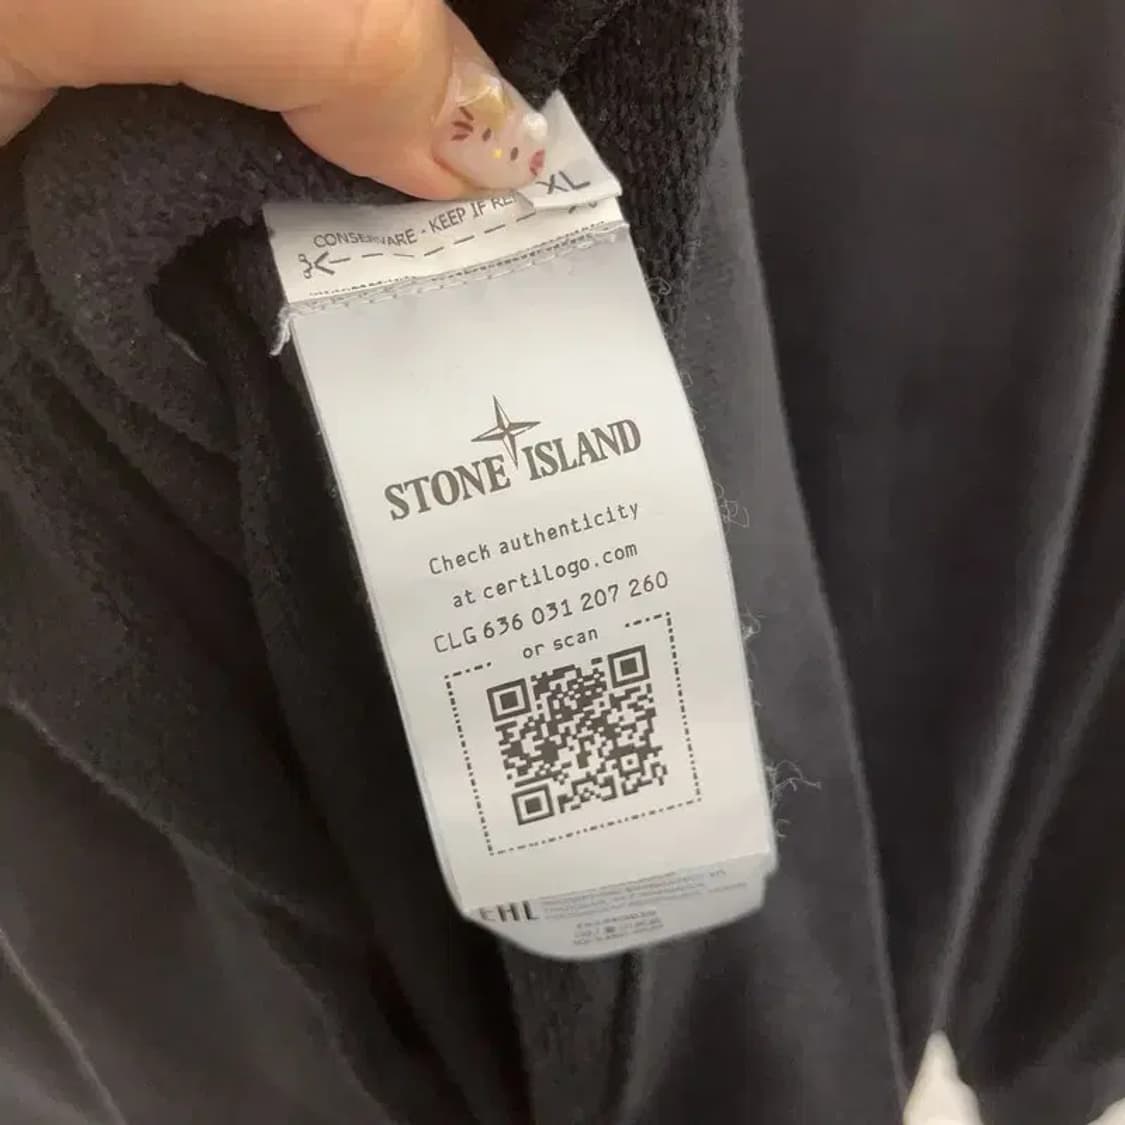 XL
CONSERVARE - KEEP IF
STONE ISLAND
Check authenticity
at certilogo.com
CLG 636 031 207 260
or scan
EHL